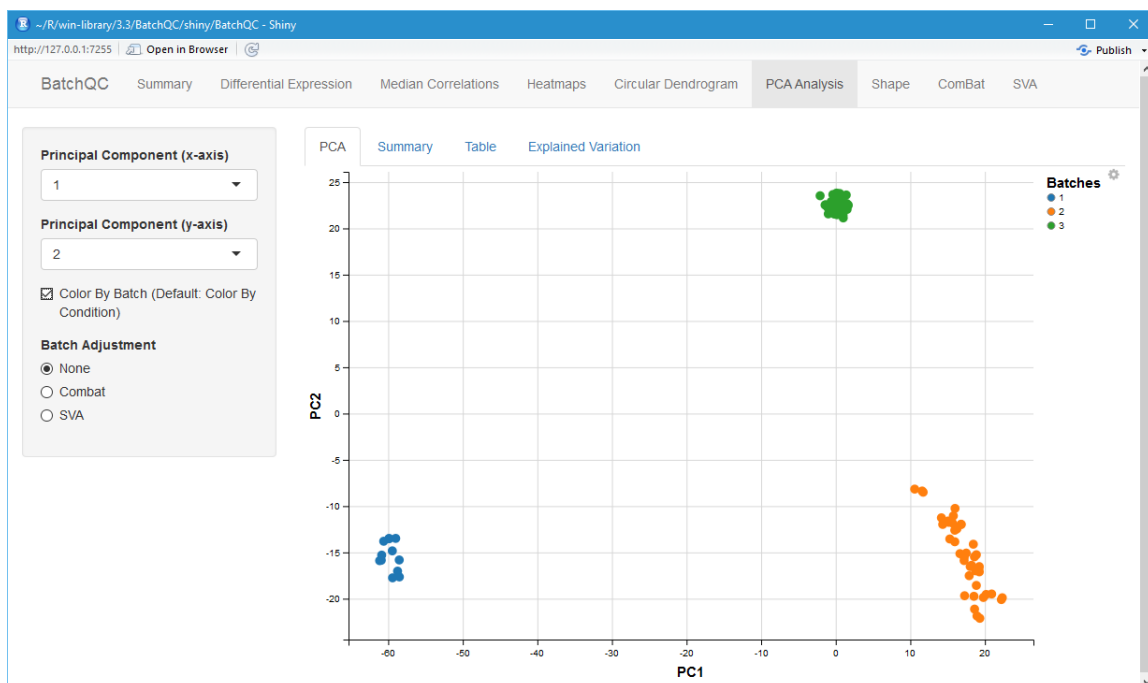 ~/R/win-library/3.3/BatchQC/shiny/BatchQC - Shiny
http://127.0.0.1:7255 Open in Browser Publish
BatchQC Summary Differential Expression Median Correlations Heatmaps Circular Dendrogram PCA Analysis Shape ComBat SVA
Principal Component (x-axis)
1
Principal Component (y-axis)
2
Color By Batch (Default: Color By
Condition)
Batch Adjustment
None
Combat
SVA
PCA Summary Table Explained Variation
25
20
15
10
5
0
-5
-10
-15
-20
PC2
-60 -50 -40 -30 -20 -10 0 10 20
PC1
Batches
1
2
3